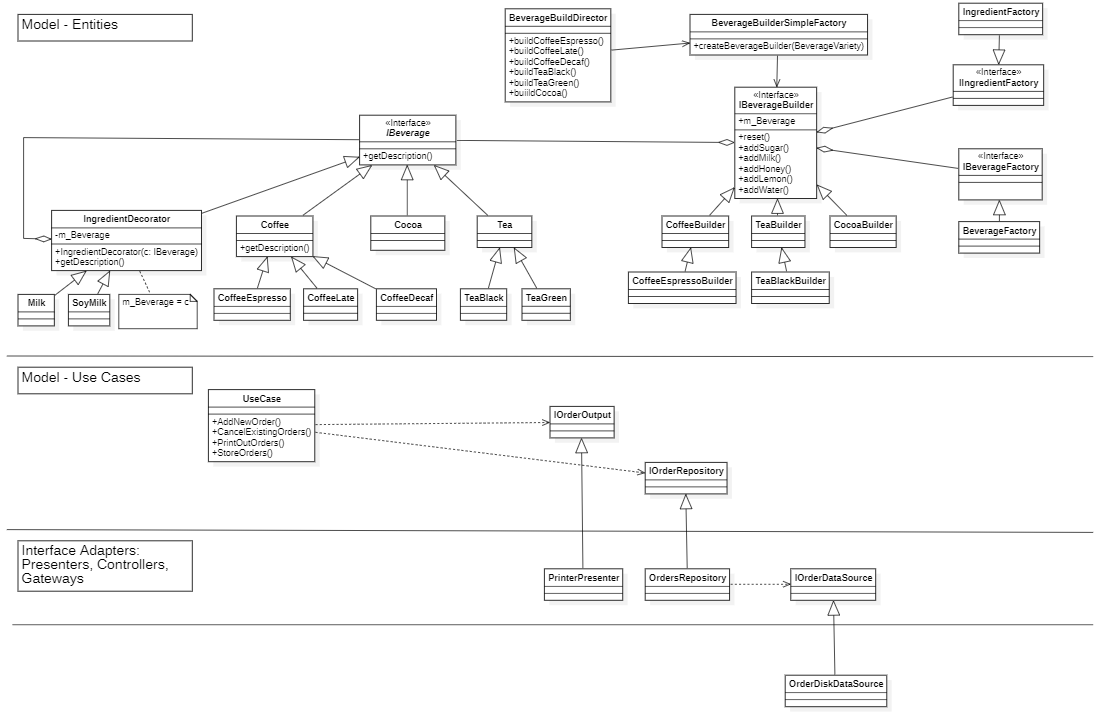 Model - Entities
BeverageBuildDirector
+buildCoffeeEspresso()
+buildCoffeeLate()
+buildCoffeeDecaf()
+buildTeaBlack()
+buildTeaGreen()
+buiildCocoa()
BeverageBuilderSimpleFactory
+createBeverageBuilder(BeverageVariety)
IngredientFactory
«Interface»
IIngredientFactory
«Interface»
IBeverageBuilder
+m_Beverage
+reset()
+addSugar()
+addMilk()
+addHoney()
+addLemon()
+addWater()
«Interface»
IBeverage
+getDescription()
«Interface»
IBeverageFactory
BeverageFactory
IngredientDecorator
-m_Beverage
+IngredientDecorator(c: IBeverage)
+getDescription()
Coffee
+getDescription()
Cocoa
Tea
CoffeeBuilder
TeaBuilder
CocoaBuilder
Milk
SoyMilk
m_Beverage = c
CoffeeEspresso
CoffeeLate
CoffeeDecaf
TeaBlack
TeaGreen
CoffeeEspressoBuilder
TeaBlackBuilder
Model - Use Cases
UseCase
+AddNewOrder()
+CancelExistingOrders()
+PrintOutOrders()
+StoreOrders()
IOrderOutput
IOrderRepository
Interface Adapters:
Presenters, Controllers,
Gateways
PrinterPresenter
OrdersRepository
IOrderDataSource
OrderDiskDataSource